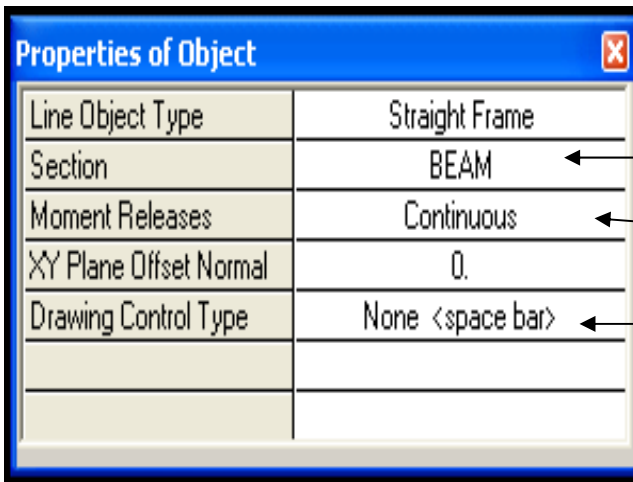 Properties of Object
Line Object Type Straight Frame
Section BEAM
Moment Releases Continuous
XY Plane Offset Normal 0.
Drawing Control Type None <space bar>